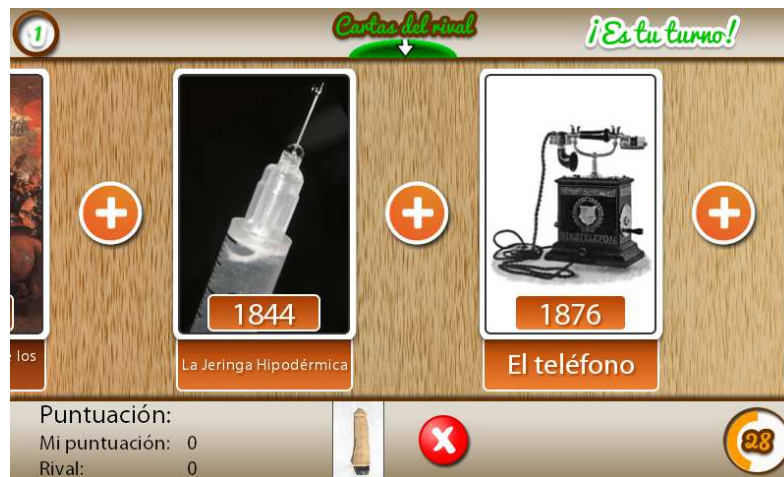 1
Cartas del rival
¡Es tu turno!
1844
1876
RIKSTELEFON
los
La Jeringa Hipodérmica
El teléfono
Puntuación:
Mi puntuación: 0
Rival: 0
28